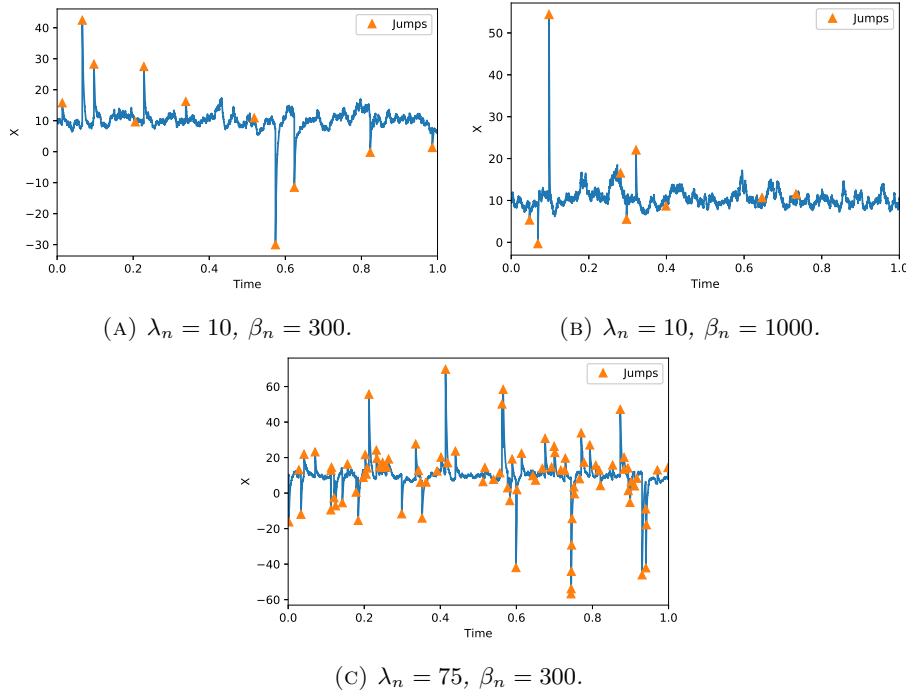 40
30
20
10
0
−10
−20
−30
X
Jumps
0.0 0.2 0.4 0.6 0.8 1.0
Time
50
40
30
20
10
0
X
Jumps
0.0 0.2 0.4 0.6 0.8 1.0
Time
(A) λₙ = 10, βₙ = 300.
(B) λₙ = 10, βₙ = 1000.
60
40
20
0
−20
−40
−60
X
Jumps
0.0 0.2 0.4 0.6 0.8 1.0
Time
(C) λₙ = 75, βₙ = 300.